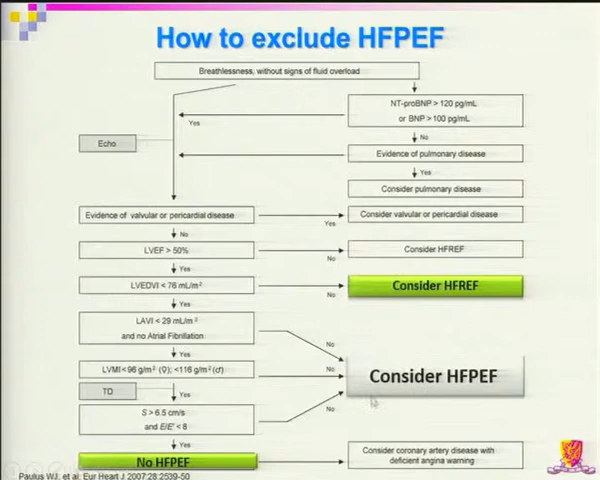 How to exclude HFPEF
Breathlessness, without signs of fluid overload
NT-proBNP > 120 pg/mL
or BNP > 100 pg/mL
Yes
No
Echo
Evidence of pulmonary disease
Yes
Consider pulmonary disease
Evidence of valvular or pericardial disease
Consider valvular or pericardial disease
Yes
No
LVEF > 50%
Consider HFREF
No
Yes
LVEDVI < 76 mL/m²
Consider HFREF
No
Yes
LAVI < 29 mL/m²
and no Atrial Fibrillation
No
Yes
LVMI < 96 g/m² (♀); <116 g/m² (♂)
No
Consider HFPEF
TD
Yes
No
S > 6.5 cm/s
and E/E' < 8
Yes
No HFPEF
Consider coronary artery disease with
deficient angina warning
Paulus WJ, et al. Eur Heart J 2007;28:2539-50